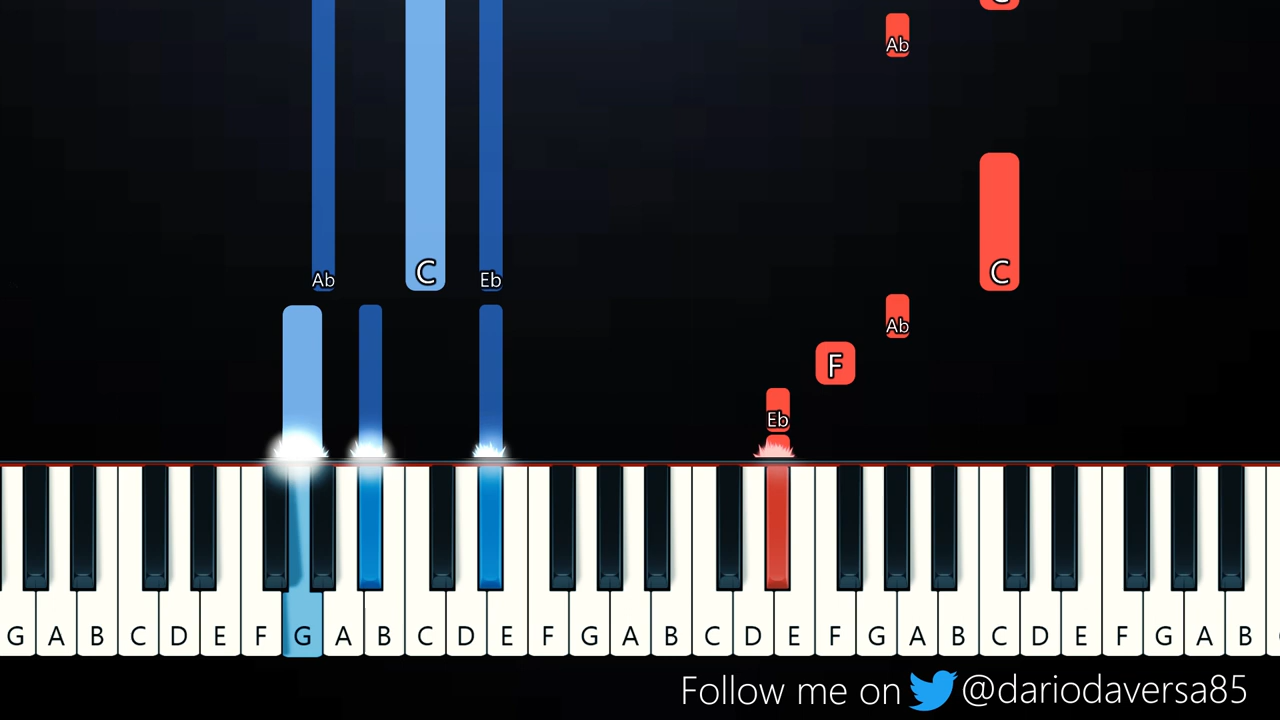 C
Ab
Ab C Eb C
Ab
F
Eb
G A B C D E F G A B C D E F G A B C D E F G A B C D E F G A B
Follow me on @dariodaversa85